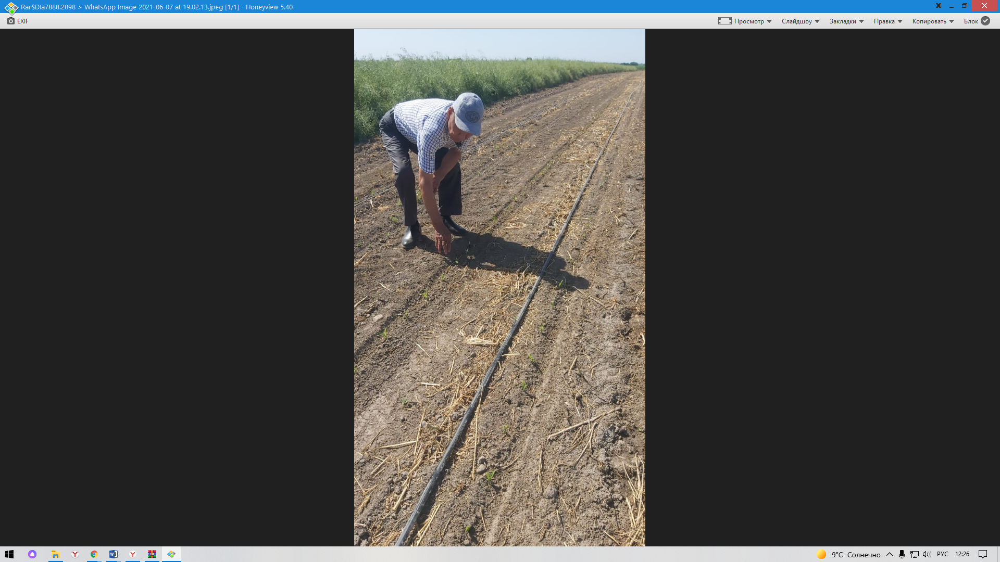 Rar$DIa7888.2898 > WhatsApp Image 2021-06-07 at 19.02.13.jpeg [1/1] - Honeyview 5.40
EXIF Просмотр Слайдшоу Закладки Правка Копировать Блок
9°C Солнечно РУС 12:26